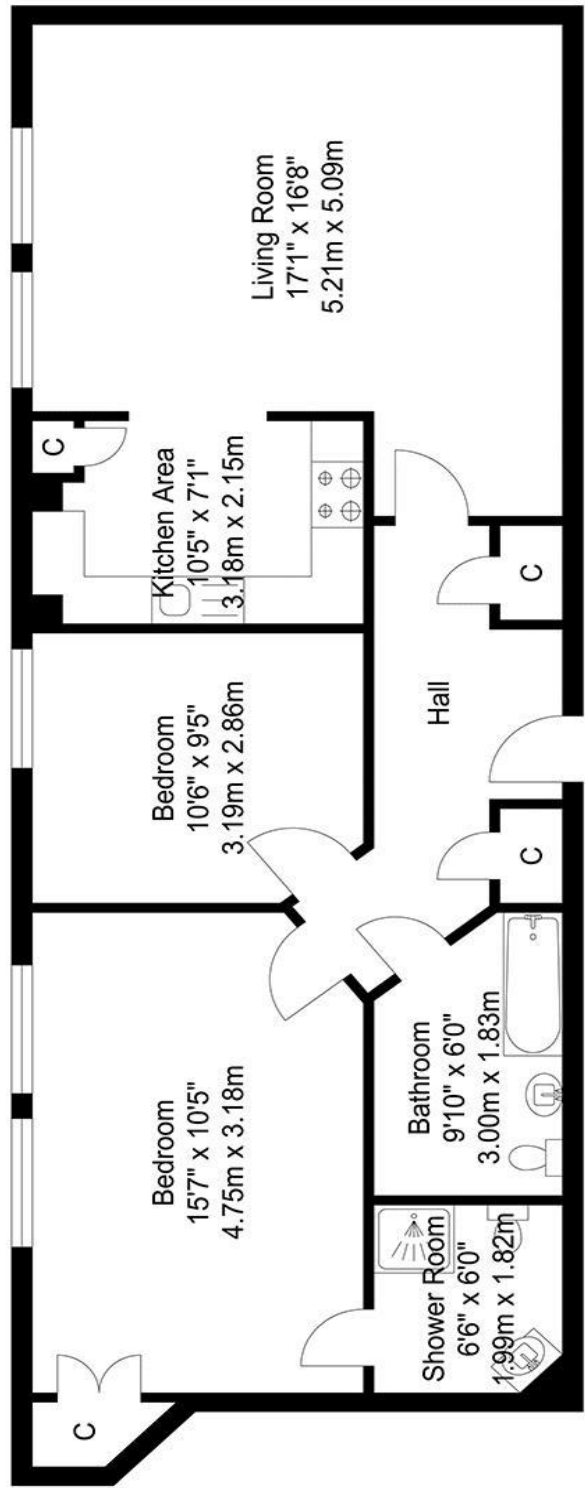 Living Room
17'1" x 16'8"
5.21m x 5.09m
C
Kitchen Area
10'5" x 7'1"
3.18m x 2.15m
Bedroom
10'6" x 9'5"
3.19m x 2.86m
Hall
C
C
Bedroom
15'7" x 10'5"
4.75m x 3.18m
Bathroom
9'10" x 6'0"
3.00m x 1.83m
Shower Room
6'6" x 6'0"
1.99m x 1.82m
C